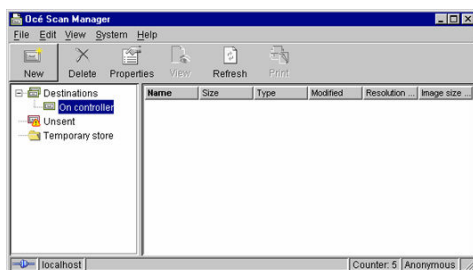 Océ Scan Manager
File Edit View System Help
New Delete Properties View Refresh Print
Destinations
On controller
Unsent
Temporary store
Name Size Type Modified Resolution ... Image size ...
localhost Counter: 5 Anonymous